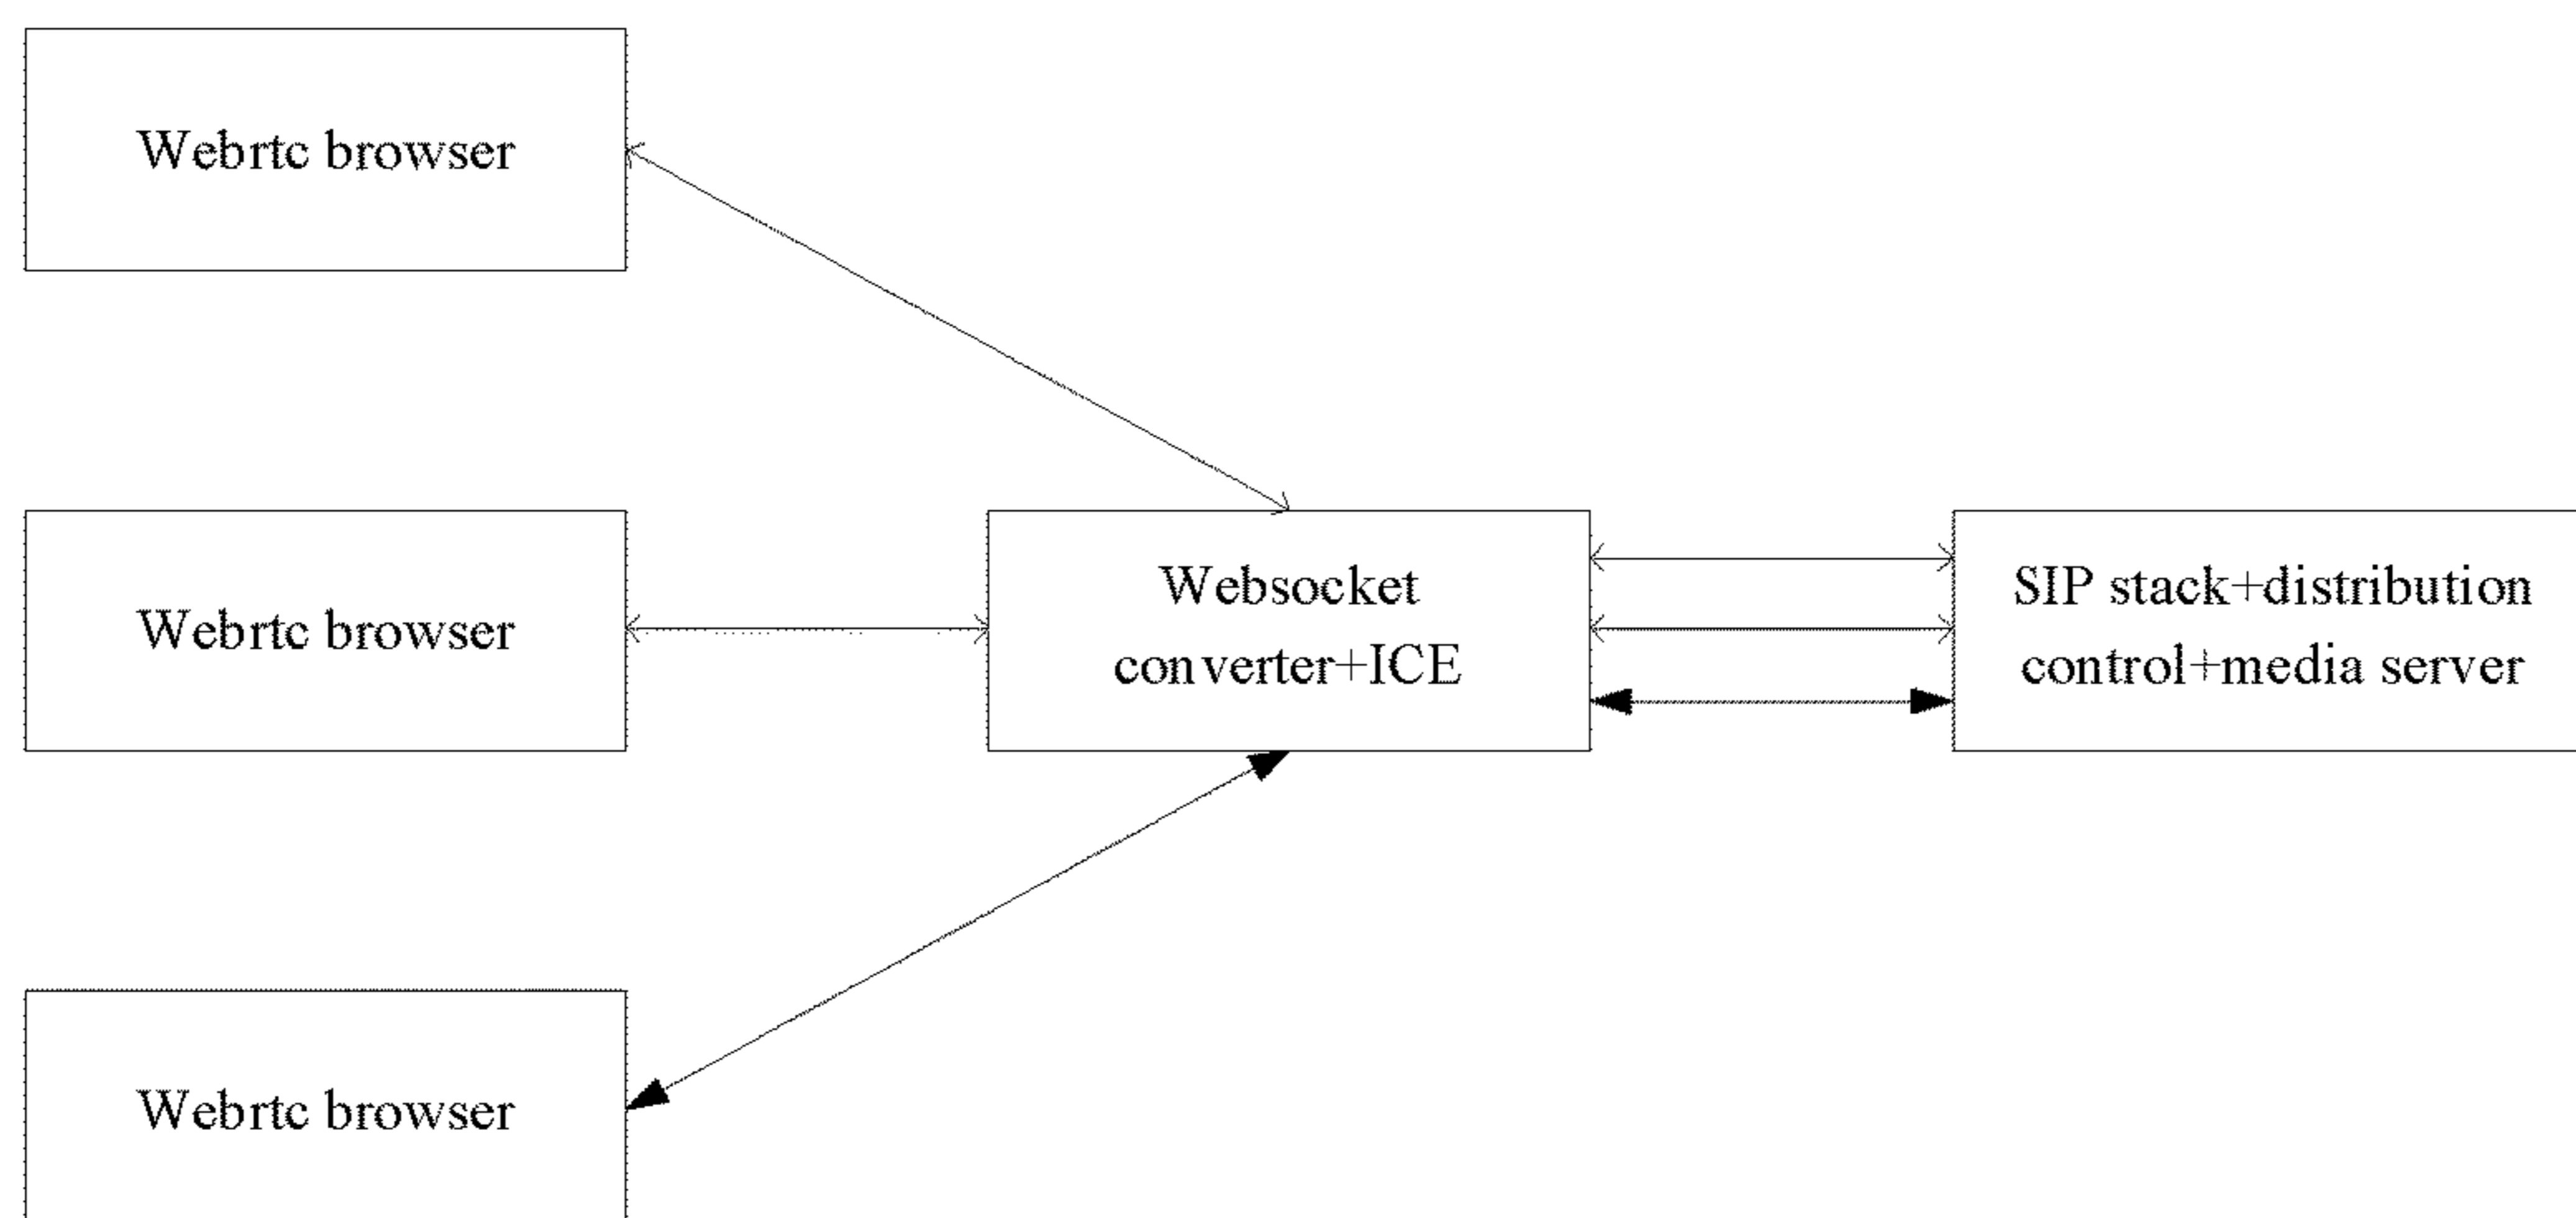 Webrtc browser
Webrtc browser
Websocket
converter+ICE
SIP stack+distribution
control+media server
Webrtc browser